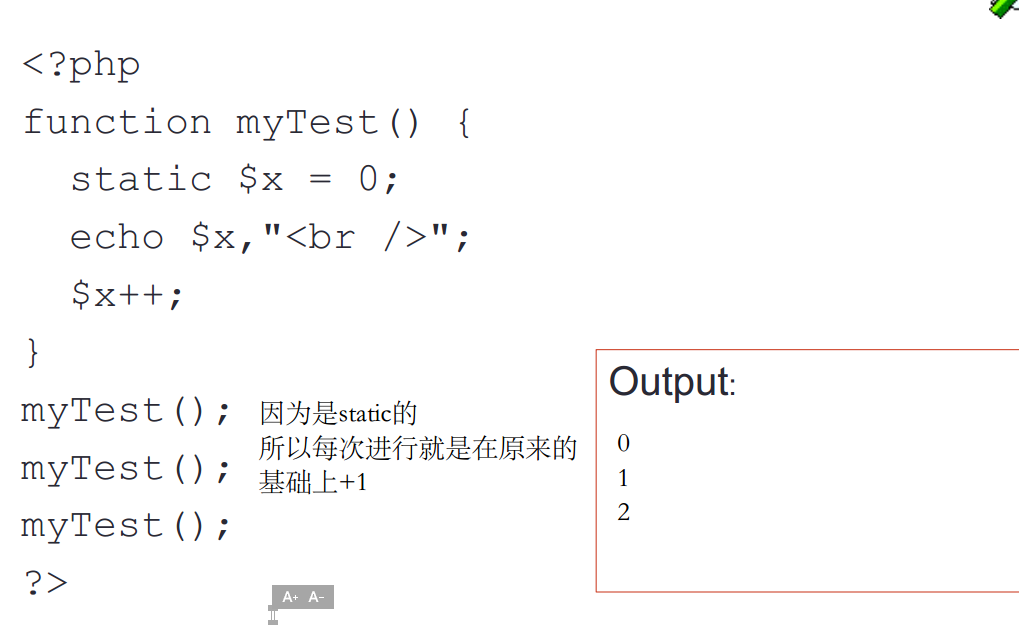 <?php
function myTest() {
static $x = 0;
echo $x,"<br />";
$x++;
}
myTest();
myTest();
myTest();
?>
因为是static的
所以每次进行就是在原来的
基础上+1
Output:
0
1
2
A+ A-